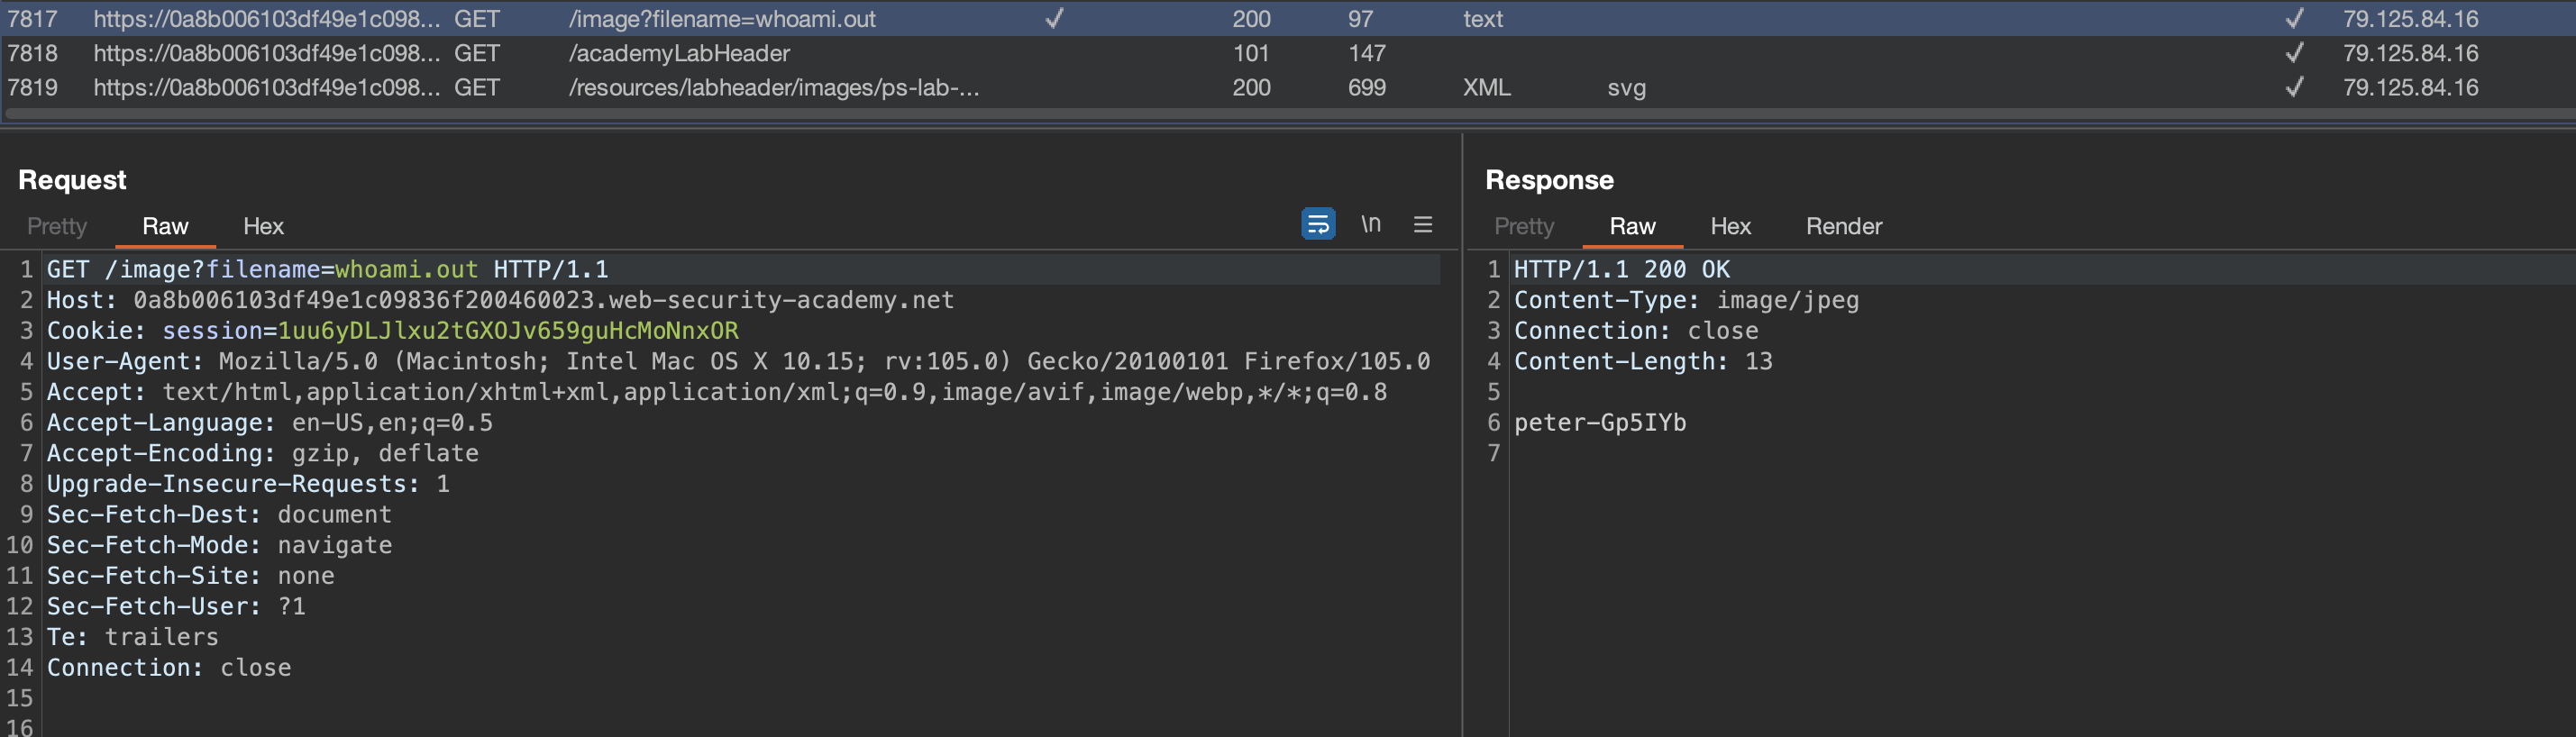 7817 https://0a8b006103df49e1c098... GET /image?filename=whoami.out ✓ 200 97 text ✓ 79.125.84.16
7818 https://0a8b006103df49e1c098... GET /academyLabHeader 101 147 ✓ 79.125.84.16
7819 https://0a8b006103df49e1c098... GET /resources/labheader/images/ps-lab-... 200 699 XML svg ✓ 79.125.84.16
Request
Pretty Raw Hex \n
1 GET /image?filename=whoami.out HTTP/1.1
2 Host: 0a8b006103df49e1c09836f200460023.web-security-academy.net
3 Cookie: session=1uu6yDLJlxu2tGXOJv659guHcMoNnxOR
4 User-Agent: Mozilla/5.0 (Macintosh; Intel Mac OS X 10.15; rv:105.0) Gecko/20100101 Firefox/105.0
5 Accept: text/html,application/xhtml+xml,application/xml;q=0.9,image/avif,image/webp,*/*;q=0.8
6 Accept-Language: en-US,en;q=0.5
7 Accept-Encoding: gzip, deflate
8 Upgrade-Insecure-Requests: 1
9 Sec-Fetch-Dest: document
10 Sec-Fetch-Mode: navigate
11 Sec-Fetch-Site: none
12 Sec-Fetch-User: ?1
13 Te: trailers
14 Connection: close
15
16
Response
Pretty Raw Hex Render
1 HTTP/1.1 200 OK
2 Content-Type: image/jpeg
3 Connection: close
4 Content-Length: 13
5
6 peter-Gp5IYb
7